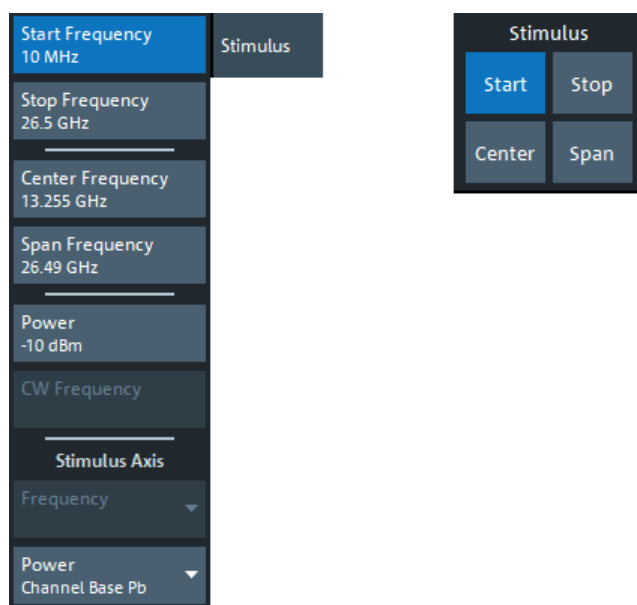 Start Frequency
10 MHz
Stimulus
Stop Frequency
26.5 GHz
Center Frequency
13.255 GHz
Span Frequency
26.49 GHz
Power
-10 dBm
CW Frequency
Stimulus Axis
Frequency
Power
Channel Base Pb
Stimulus
Start Stop
Center Span